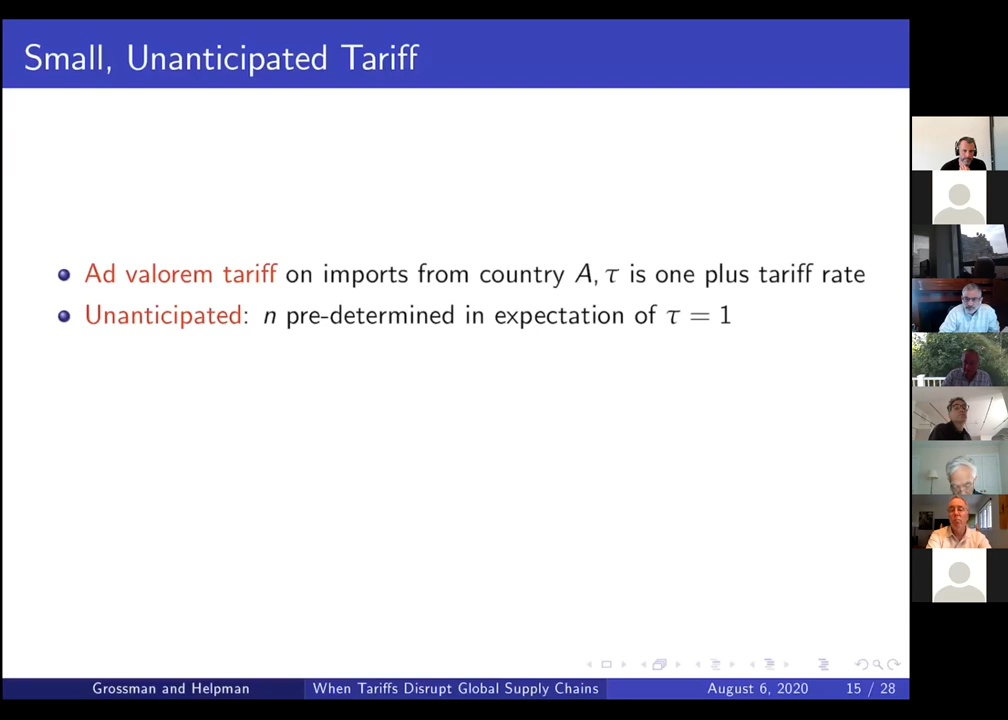 Small, Unanticipated Tariff
Ad valorem tariff on imports from country A, τ is one plus tariff rate
Unanticipated: n pre-determined in expectation of τ = 1
Grossman and Helpman When Tariffs Disrupt Global Supply Chains August 6, 2020 15 / 28